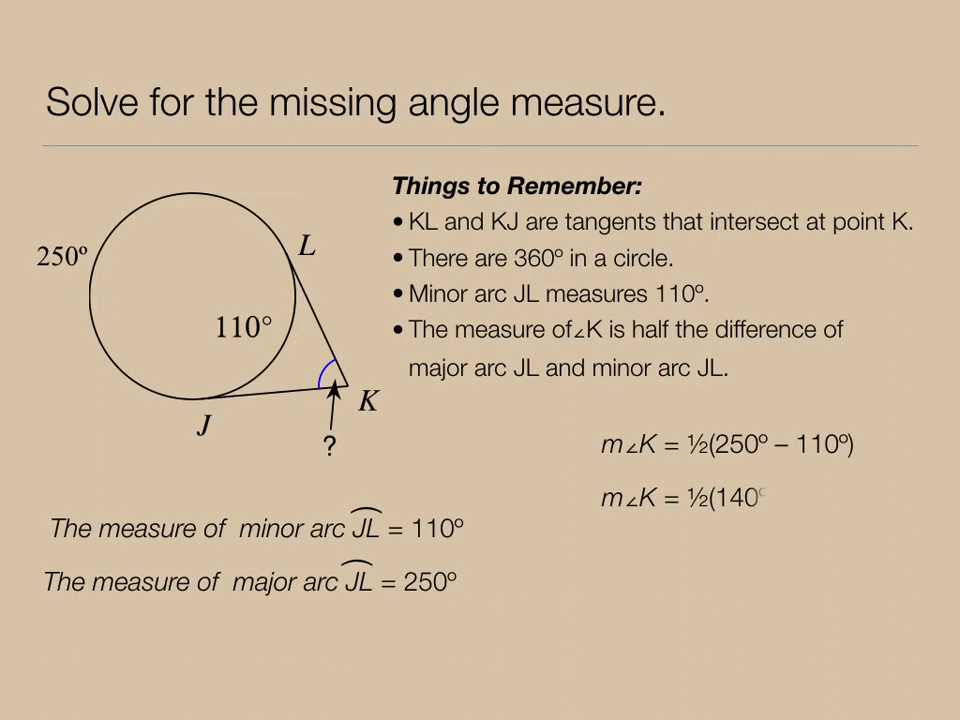 Solve for the missing angle measure.
Things to Remember:
• KL and KJ are tangents that intersect at point K.
• There are 360º in a circle.
• Minor arc JL measures 110º.
• The measure of∠K is half the difference of
major arc JL and minor arc JL.
250º
L
110°
K
J
?
m∠K = ½(250º – 110º)
m∠K = ½(140º
The measure of minor arc JL = 110º
The measure of major arc JL = 250º